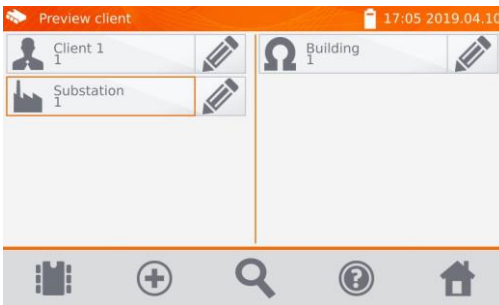 Preview client
17:05 2019.04.10
Client 1
1
Substation
1
Building
1